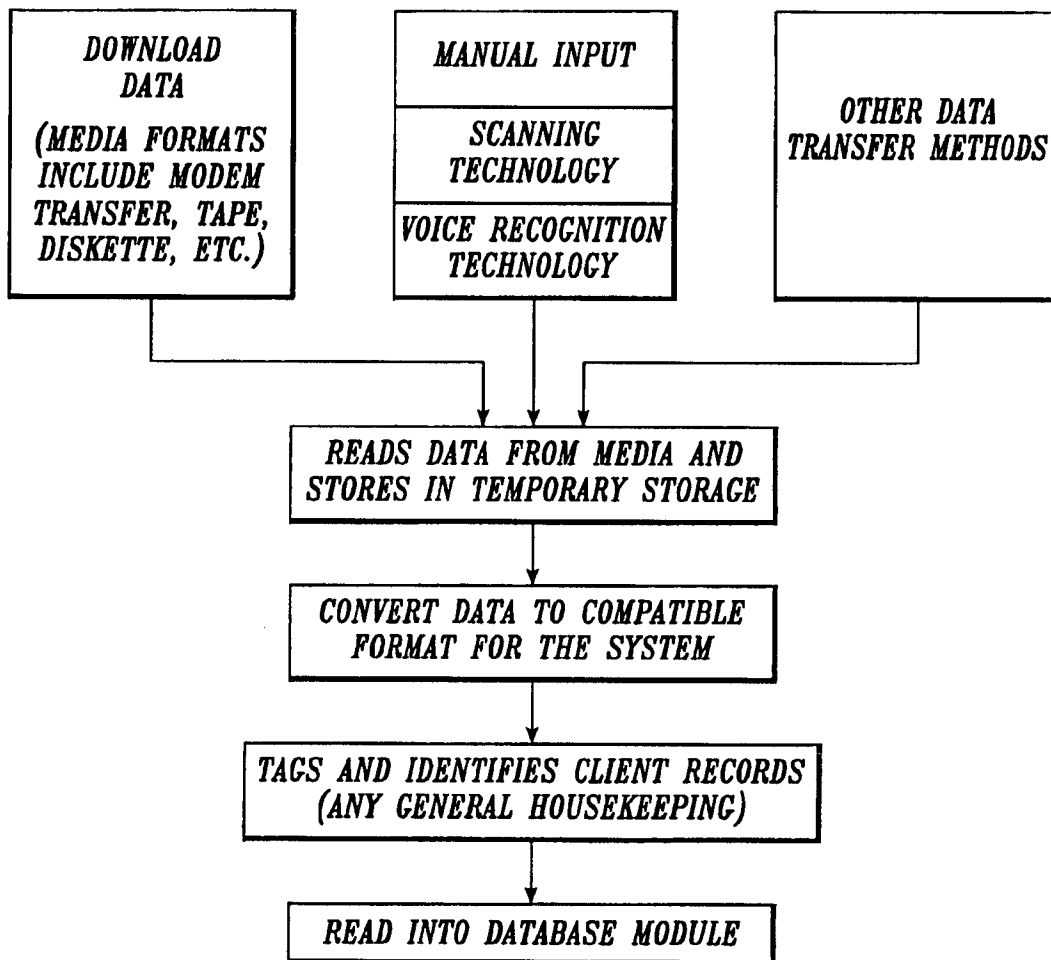 DOWNLOAD
DATA
(MEDIA FORMATS
INCLUDE MODEM
TRANSFER, TAPE,
DISKETTE, ETC.)
MANUAL INPUT
SCANNING
TECHNOLOGY
VOICE RECOGNITION
TECHNOLOGY
OTHER DATA
TRANSFER METHODS
READS DATA FROM MEDIA AND
STORES IN TEMPORARY STORAGE
CONVERT DATA TO COMPATIBLE
FORMAT FOR THE SYSTEM
TAGS AND IDENTIFIES CLIENT RECORDS
(ANY GENERAL HOUSEKEEPING)
READ INTO DATABASE MODULE